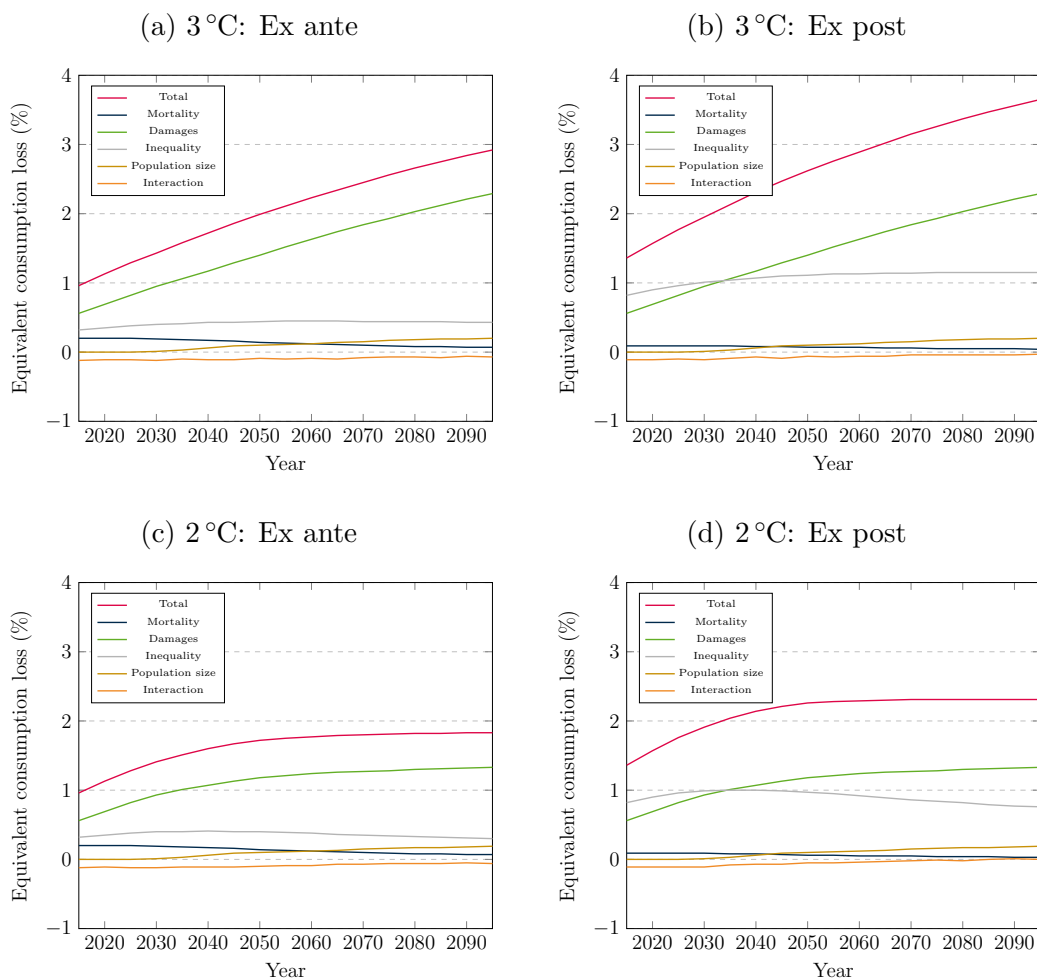 (a) 3 °C: Ex ante
4
3
2
1
0
−1
Equivalent consumption loss (%)
Total
Mortality
Damages
Inequality
Population size
Interaction
2020 2030 2040 2050 2060 2070 2080 2090
Year
(b) 3 °C: Ex post
4
3
2
1
0
−1
Equivalent consumption loss (%)
Total
Mortality
Damages
Inequality
Population size
Interaction
2020 2030 2040 2050 2060 2070 2080 2090
Year
(c) 2 °C: Ex ante
4
3
2
1
0
−1
Equivalent consumption loss (%)
Total
Mortality
Damages
Inequality
Population size
Interaction
2020 2030 2040 2050 2060 2070 2080 2090
Year
(d) 2 °C: Ex post
4
3
2
1
0
−1
Equivalent consumption loss (%)
Total
Mortality
Damages
Inequality
Population size
Interaction
2020 2030 2040 2050 2060 2070 2080 2090
Year